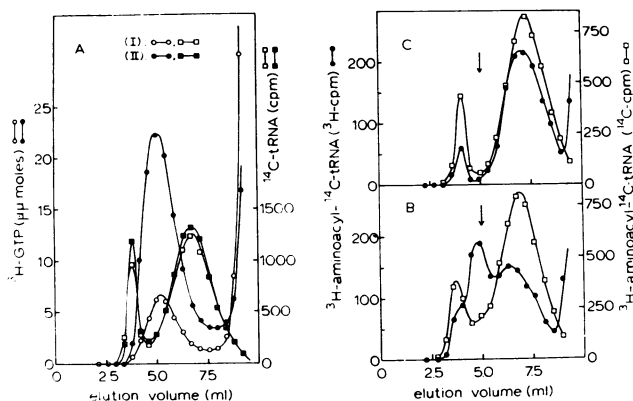 A
(I)
(II)
³H-GTP (µµ moles)
25
20
15
10
5
0
¹⁴C-tRNA (cpm)
1500
1000
500
0
0
25
50
75
elution volume (ml)
C
³H-aminoacyl-¹⁴C-tRNA (³H-cpm)
200
100
0
³H-aminoacyl-¹⁴C-tRNA (¹⁴C-cpm)
750
500
250
0
B
200
100
0
750
500
250
0
0
25
50
75
elution volume (ml)